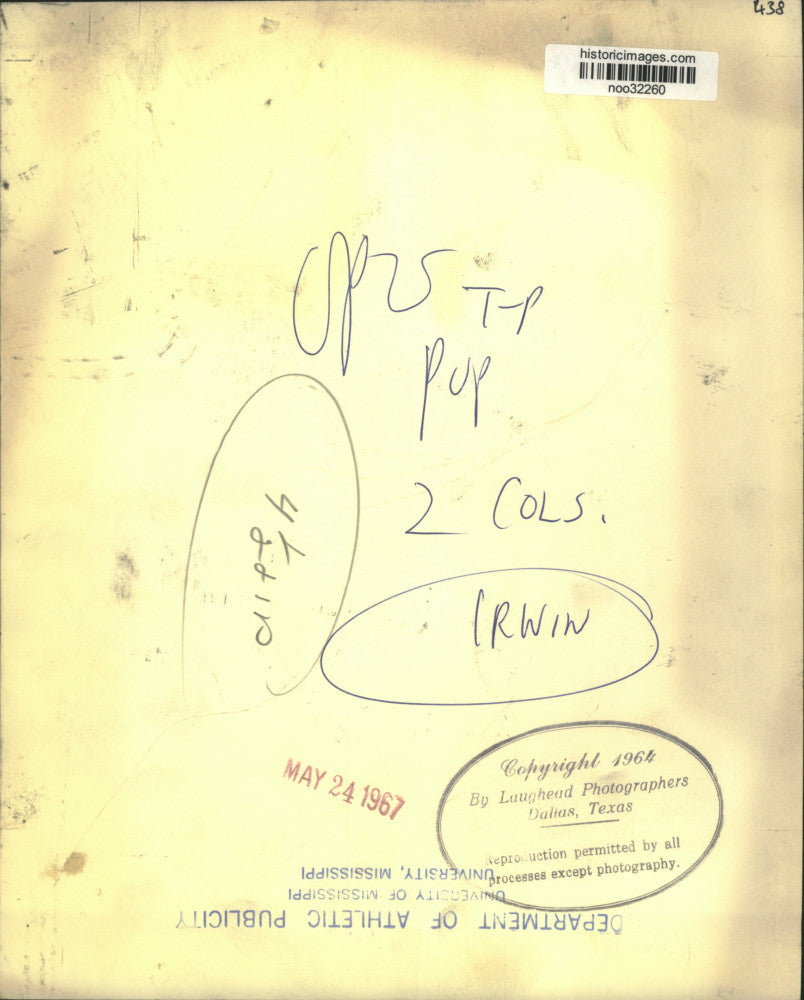 438
historicimages.com
noo32260
T-P
PUP
2 COLS.
IRWIN
MAY 24 1967
Copyright 1964
By Laughead Photographers
Dallas, Texas
Reproduction permitted by all
processes except photography.
DEPARTMENT OF ATHLETIC PUBLICITY
UNIVERSITY OF MISSISSIPPI
UNIVERSITY, MISSISSIPPI